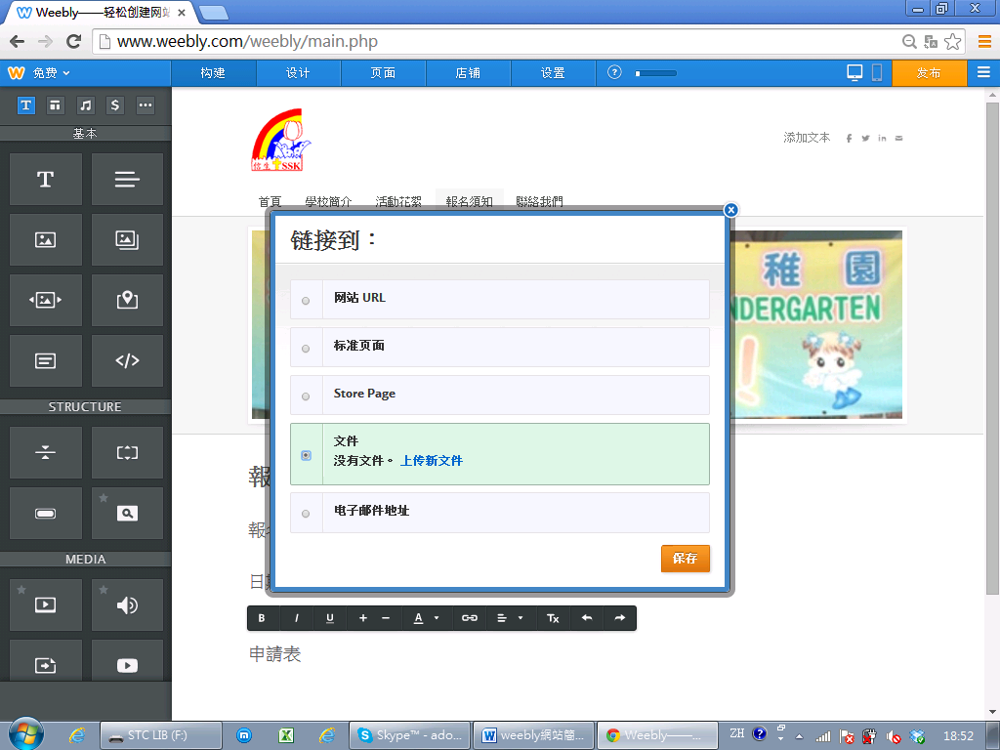 Weebly——轻松创建网站
www.weebly.com/weebly/main.php
免费
构建
设计
页面
店铺
设置
?
发布
T
$
基本
T
</>
STRUCTURE
MEDIA
信生
SSK
添加文本
首頁
學校簡介
活動花絮
報名須知
聯絡我們
稚園
NDERGARTEN
!
链接到：
网站 URL
标准页面
Store Page
文件
没有文件。上传新文件
电子邮件地址
保存
報
報名
日期
B I U + − A Tx
申請表
STC LIB (F:)
Skype™ - ado...
weebly網站簡...
Weebly——...
ZH
18:52